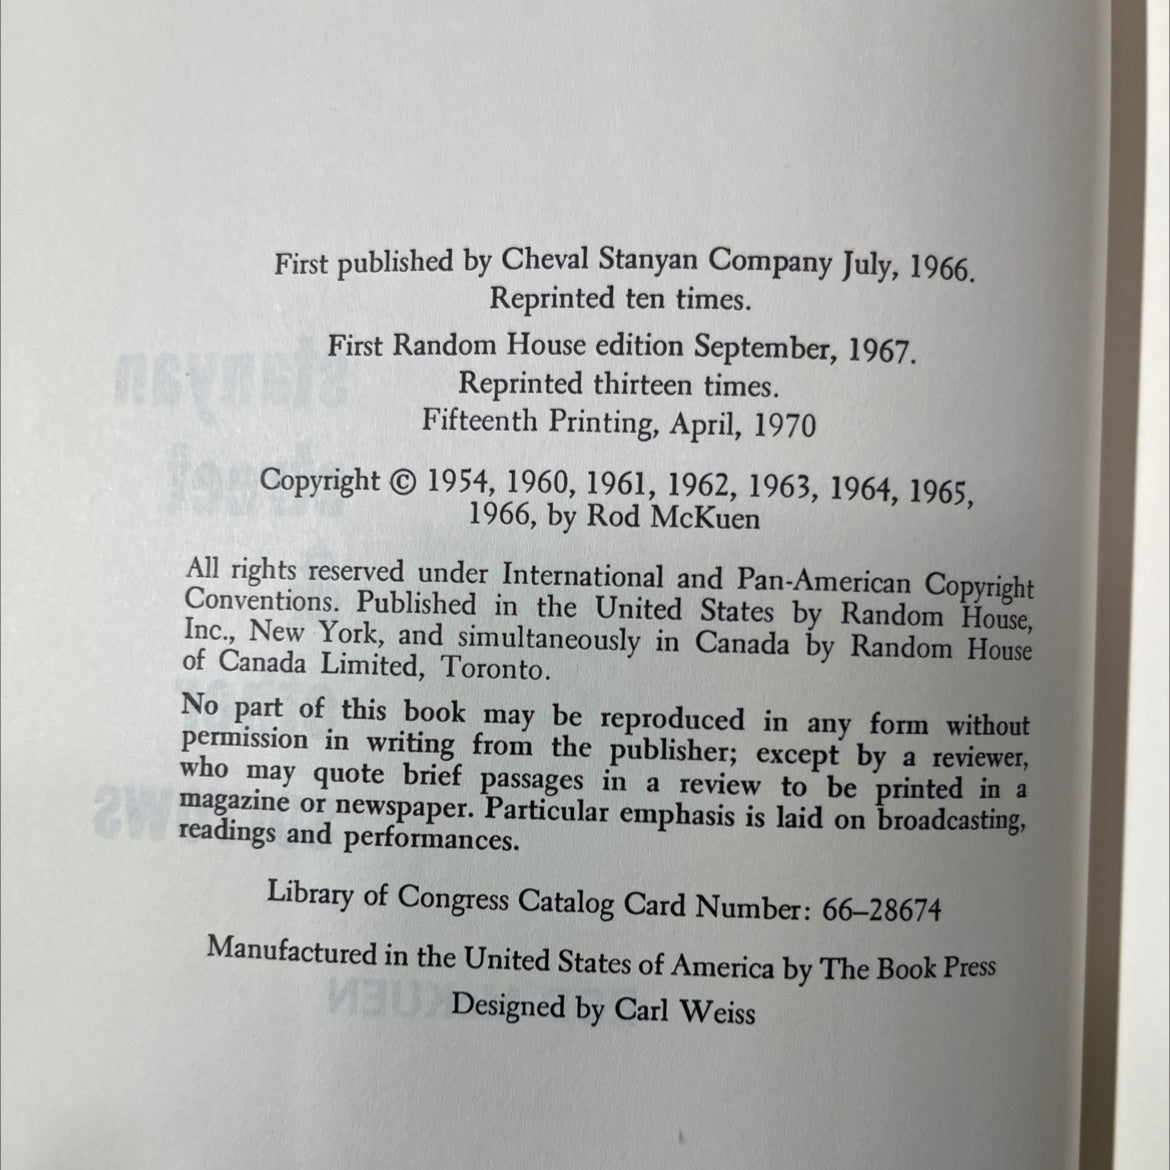 First published by Cheval Stanyan Company July, 1966.
Reprinted ten times.
First Random House edition September, 1967.
Reprinted thirteen times.
Fifteenth Printing, April, 1970
Copyright © 1954, 1960, 1961, 1962, 1963, 1964, 1965,
1966, by Rod McKuen
All rights reserved under International and Pan-American Copyright
Conventions. Published in the United States by Random House,
Inc., New York, and simultaneously in Canada by Random House
of Canada Limited, Toronto.
No part of this book may be reproduced in any form without
permission in writing from the publisher; except by a reviewer,
who may quote brief passages in a review to be printed in a
magazine or newspaper. Particular emphasis is laid on broadcasting,
readings and performances.
Library of Congress Catalog Card Number: 66–28674
Manufactured in the United States of America by The Book Press
Designed by Carl Weiss